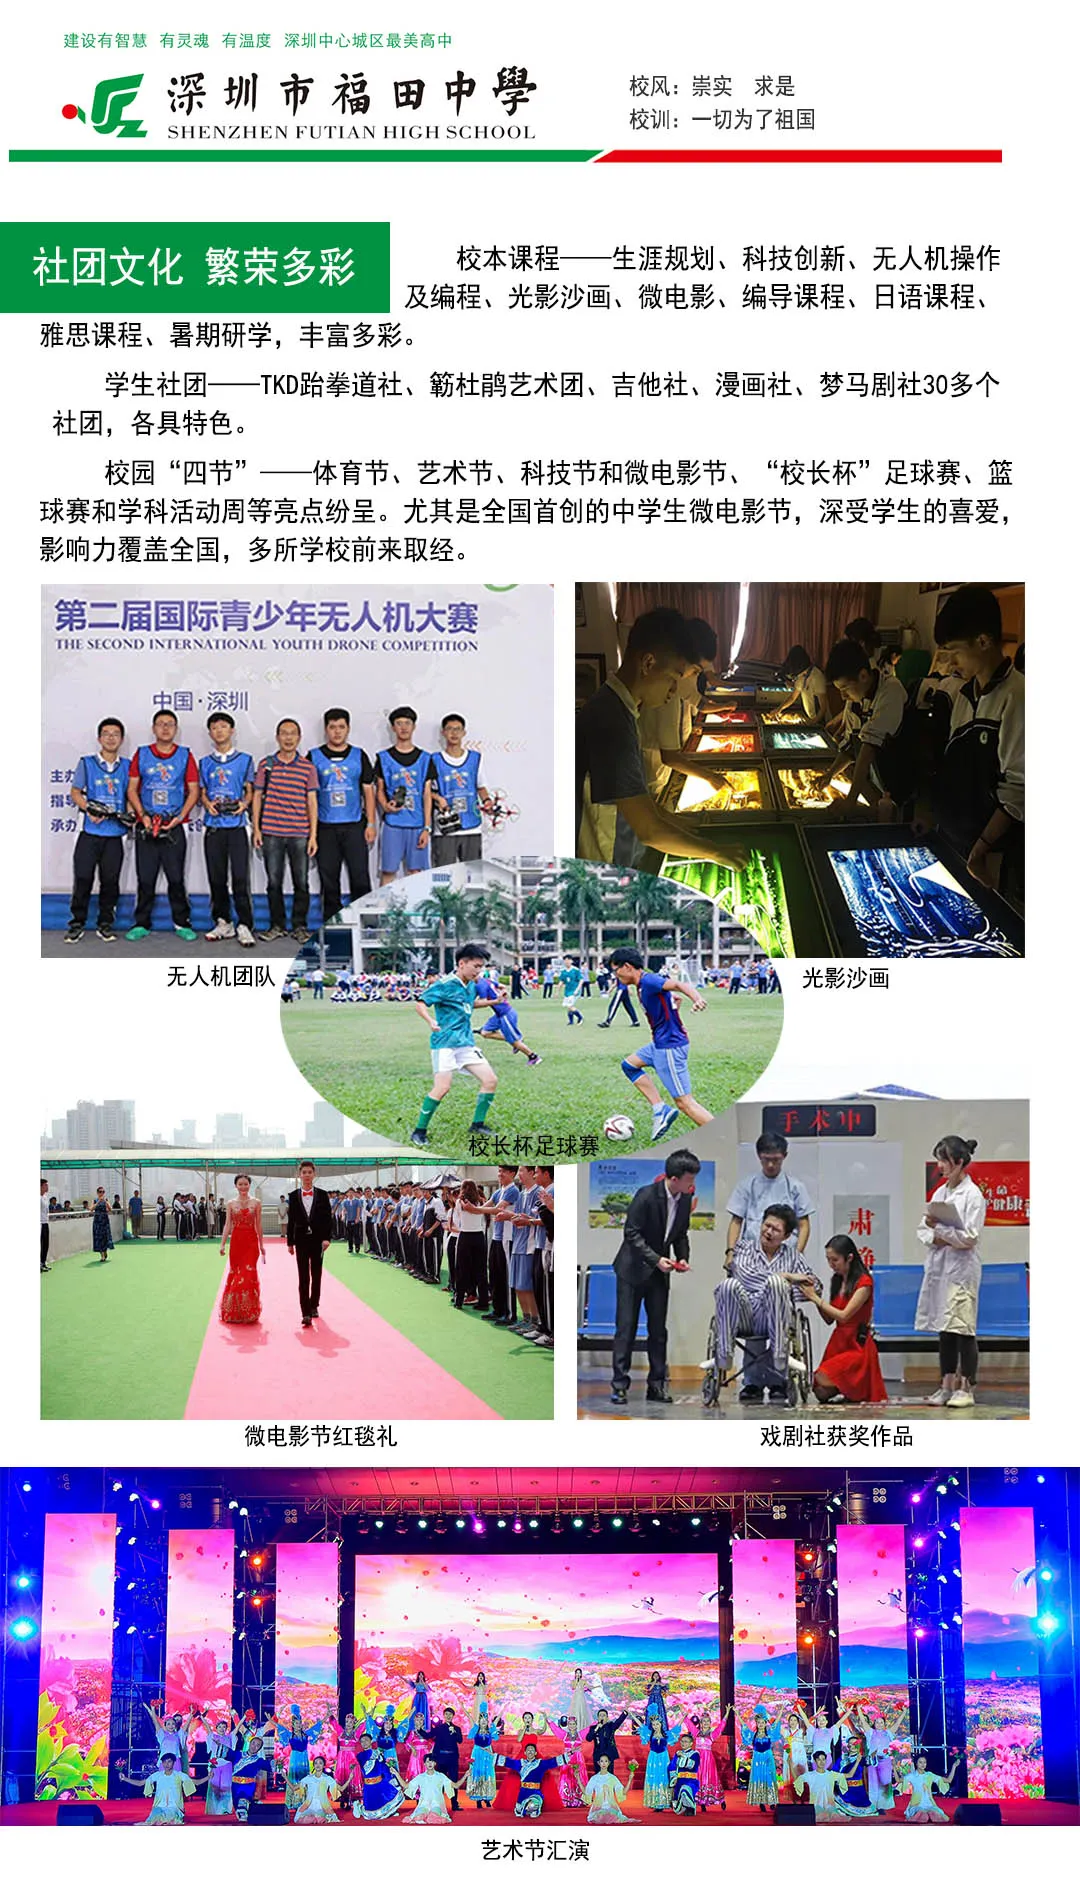 建设有智慧 有灵魂 有温度 深圳中心城区最美高中
深圳市福田中學
SHENZHEN FUTIAN HIGH SCHOOL
校风：崇实 求是
校训：一切为了祖国
社团文化 繁荣多彩
校本课程——生涯规划、科技创新、无人机操作
及编程、光影沙画、微电影、编导课程、日语课程、
雅思课程、暑期研学，丰富多彩。
学生社团——TKD跆拳道社、簕杜鹃艺术团、吉他社、漫画社、梦马剧社30多个
社团，各具特色。
校园“四节”——体育节、艺术节、科技节和微电影节、“校长杯”足球赛、篮
球赛和学科活动周等亮点纷呈。尤其是全国首创的中学生微电影节，深受学生的喜爱，
影响力覆盖全国，多所学校前来取经。
第二届国际青少年无人机大赛
THE SECOND INTERNATIONAL YOUTH DRONE COMPETITION
中国·深圳
主办
指导
承办
无人机团队
光影沙画
校长杯足球赛
手术中
肃
静
微电影节红毯礼
戏剧社获奖作品
艺术节汇演